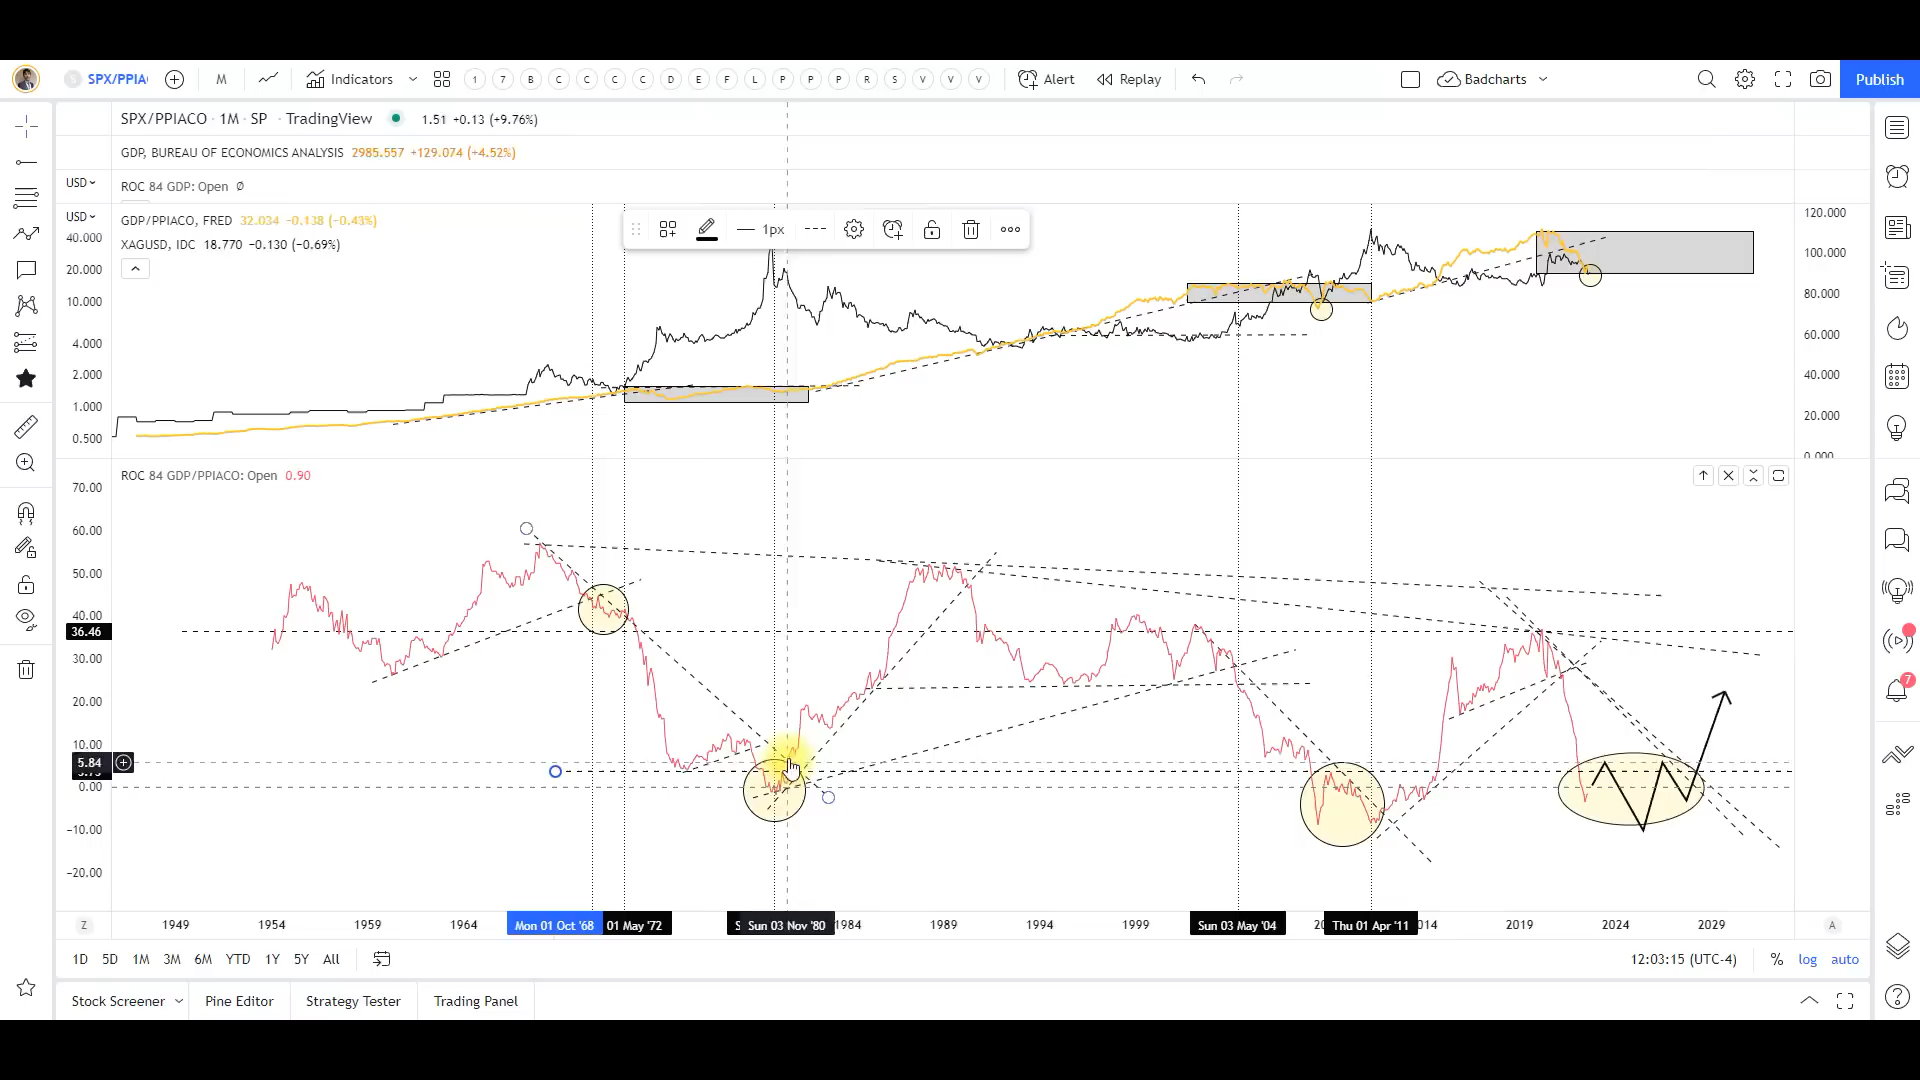 SPX/PPIA M Indicators 1 7 B C C C C D E F L P P P R S V V V Alert Replay Badcharts Publish
SPX/PPIACO · 1M · SP · TradingView 1.51 +0.13 (+9.76%)
GDP, BUREAU OF ECONOMICS ANALYSIS 2985.557 +129.074 (+4.52%)
USD ROC 84 GDP: Open Ø
USD GDP/PPIACO, FRED 32.034 −0.138 (−0.43%)
XAGUSD, IDC 18.770 −0.130 (−0.69%)
1px
40.000
20.000
10.000
4.000
2.000
1.000
0.500
120.000
100.000
80.000
60.000
40.000
20.000
0.000
ROC 84 GDP/PPIACO: Open 0.90
70.00
60.00
50.00
40.00
36.46
30.00
20.00
10.00
5.84
0.00
−10.00
−20.00
Z 1949 1954 1959 1964 Mon 01 Oct '68 01 May '72 S Sun 03 Nov '80 1984 1989 1994 1999 Sun 03 May '04 20 Thu 01 Apr '11 014 2019 2024 2029 A
1D 5D 1M 3M 6M YTD 1Y 5Y All 12:03:15 (UTC-4) % log auto
Stock Screener Pine Editor Strategy Tester Trading Panel
7